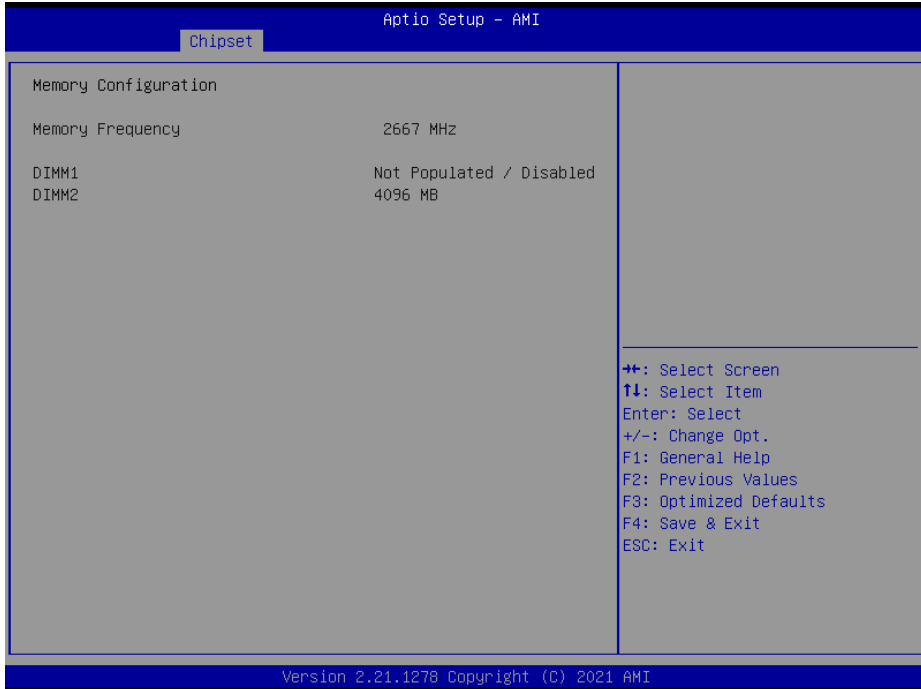 Aptio Setup – AMI
Chipset
Memory Configuration
Memory Frequency 2667 MHz
DIMM1 Not Populated / Disabled
DIMM2 4096 MB
→←: Select Screen
↑↓: Select Item
Enter: Select
+/-: Change Opt.
F1: General Help
F2: Previous Values
F3: Optimized Defaults
F4: Save & Exit
ESC: Exit
Version 2.21.1278 Copyright (C) 2021 AMI